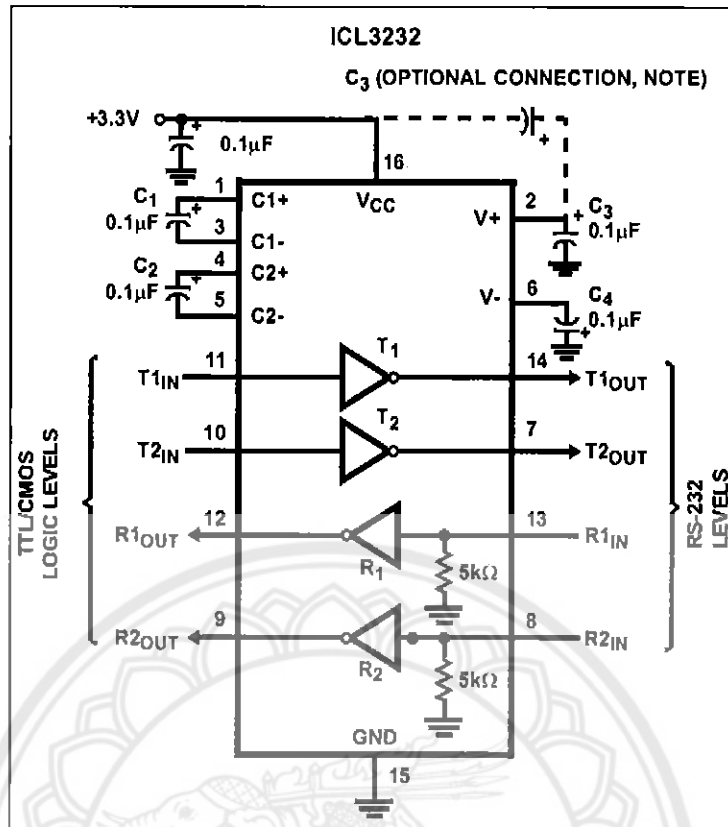 ICL3232
C3 (OPTIONAL CONNECTION, NOTE)
+3.3V
+
0.1μF
+
16
VCC
1
C1+
C1
0.1μF
+
3
C1-
4
C2+
C2
0.1μF
+
5
C2-
2
V+
+
C3
0.1μF
6
V-
C4
0.1μF
+
T1
T1IN
11
14
T1OUT
T2
T2IN
10
7
T2OUT
R1OUT
12
13
R1IN
R1
5kΩ
R2OUT
9
8
R2IN
R2
5kΩ
TTL/CMOS
LOGIC LEVELS
RS-232
LEVELS
GND
15